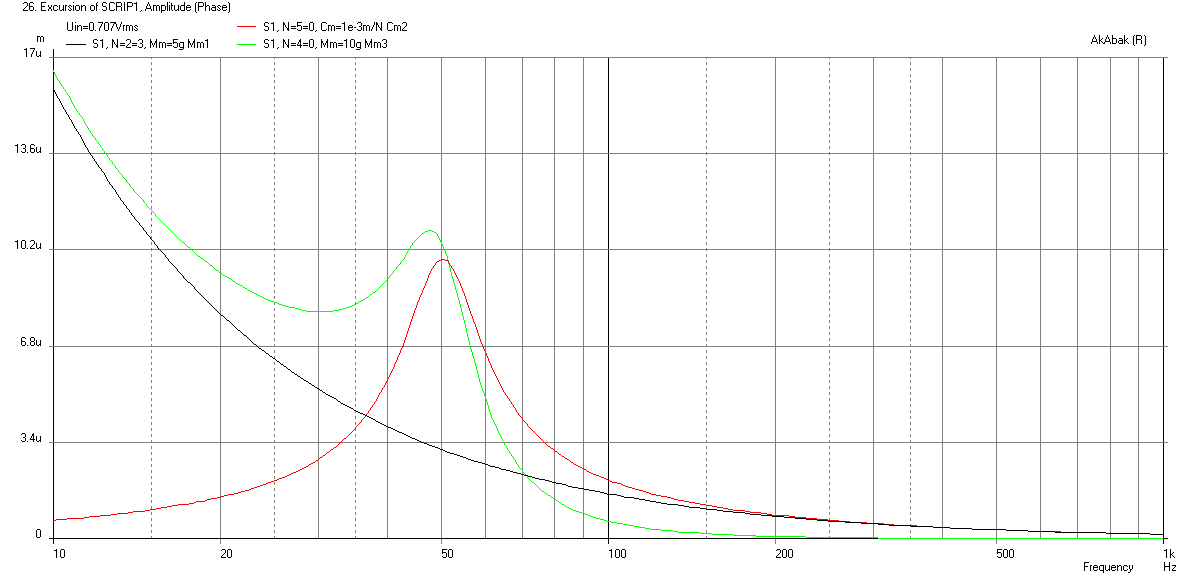 26. Excursion of SCRIP1, Amplitude (Phase)
Uin=0.707Vrms
S1, N=5=0, Cm=1e-3m/N Cm2
S1, N=2=3, Mm=5g Mm1
S1, N=4=0, Mm=10g Mm3
AkAbak (R)
m
17u
13.6u
10.2u
6.8u
3.4u
0
10 20 50 100 200 500 1k
Frequency Hz